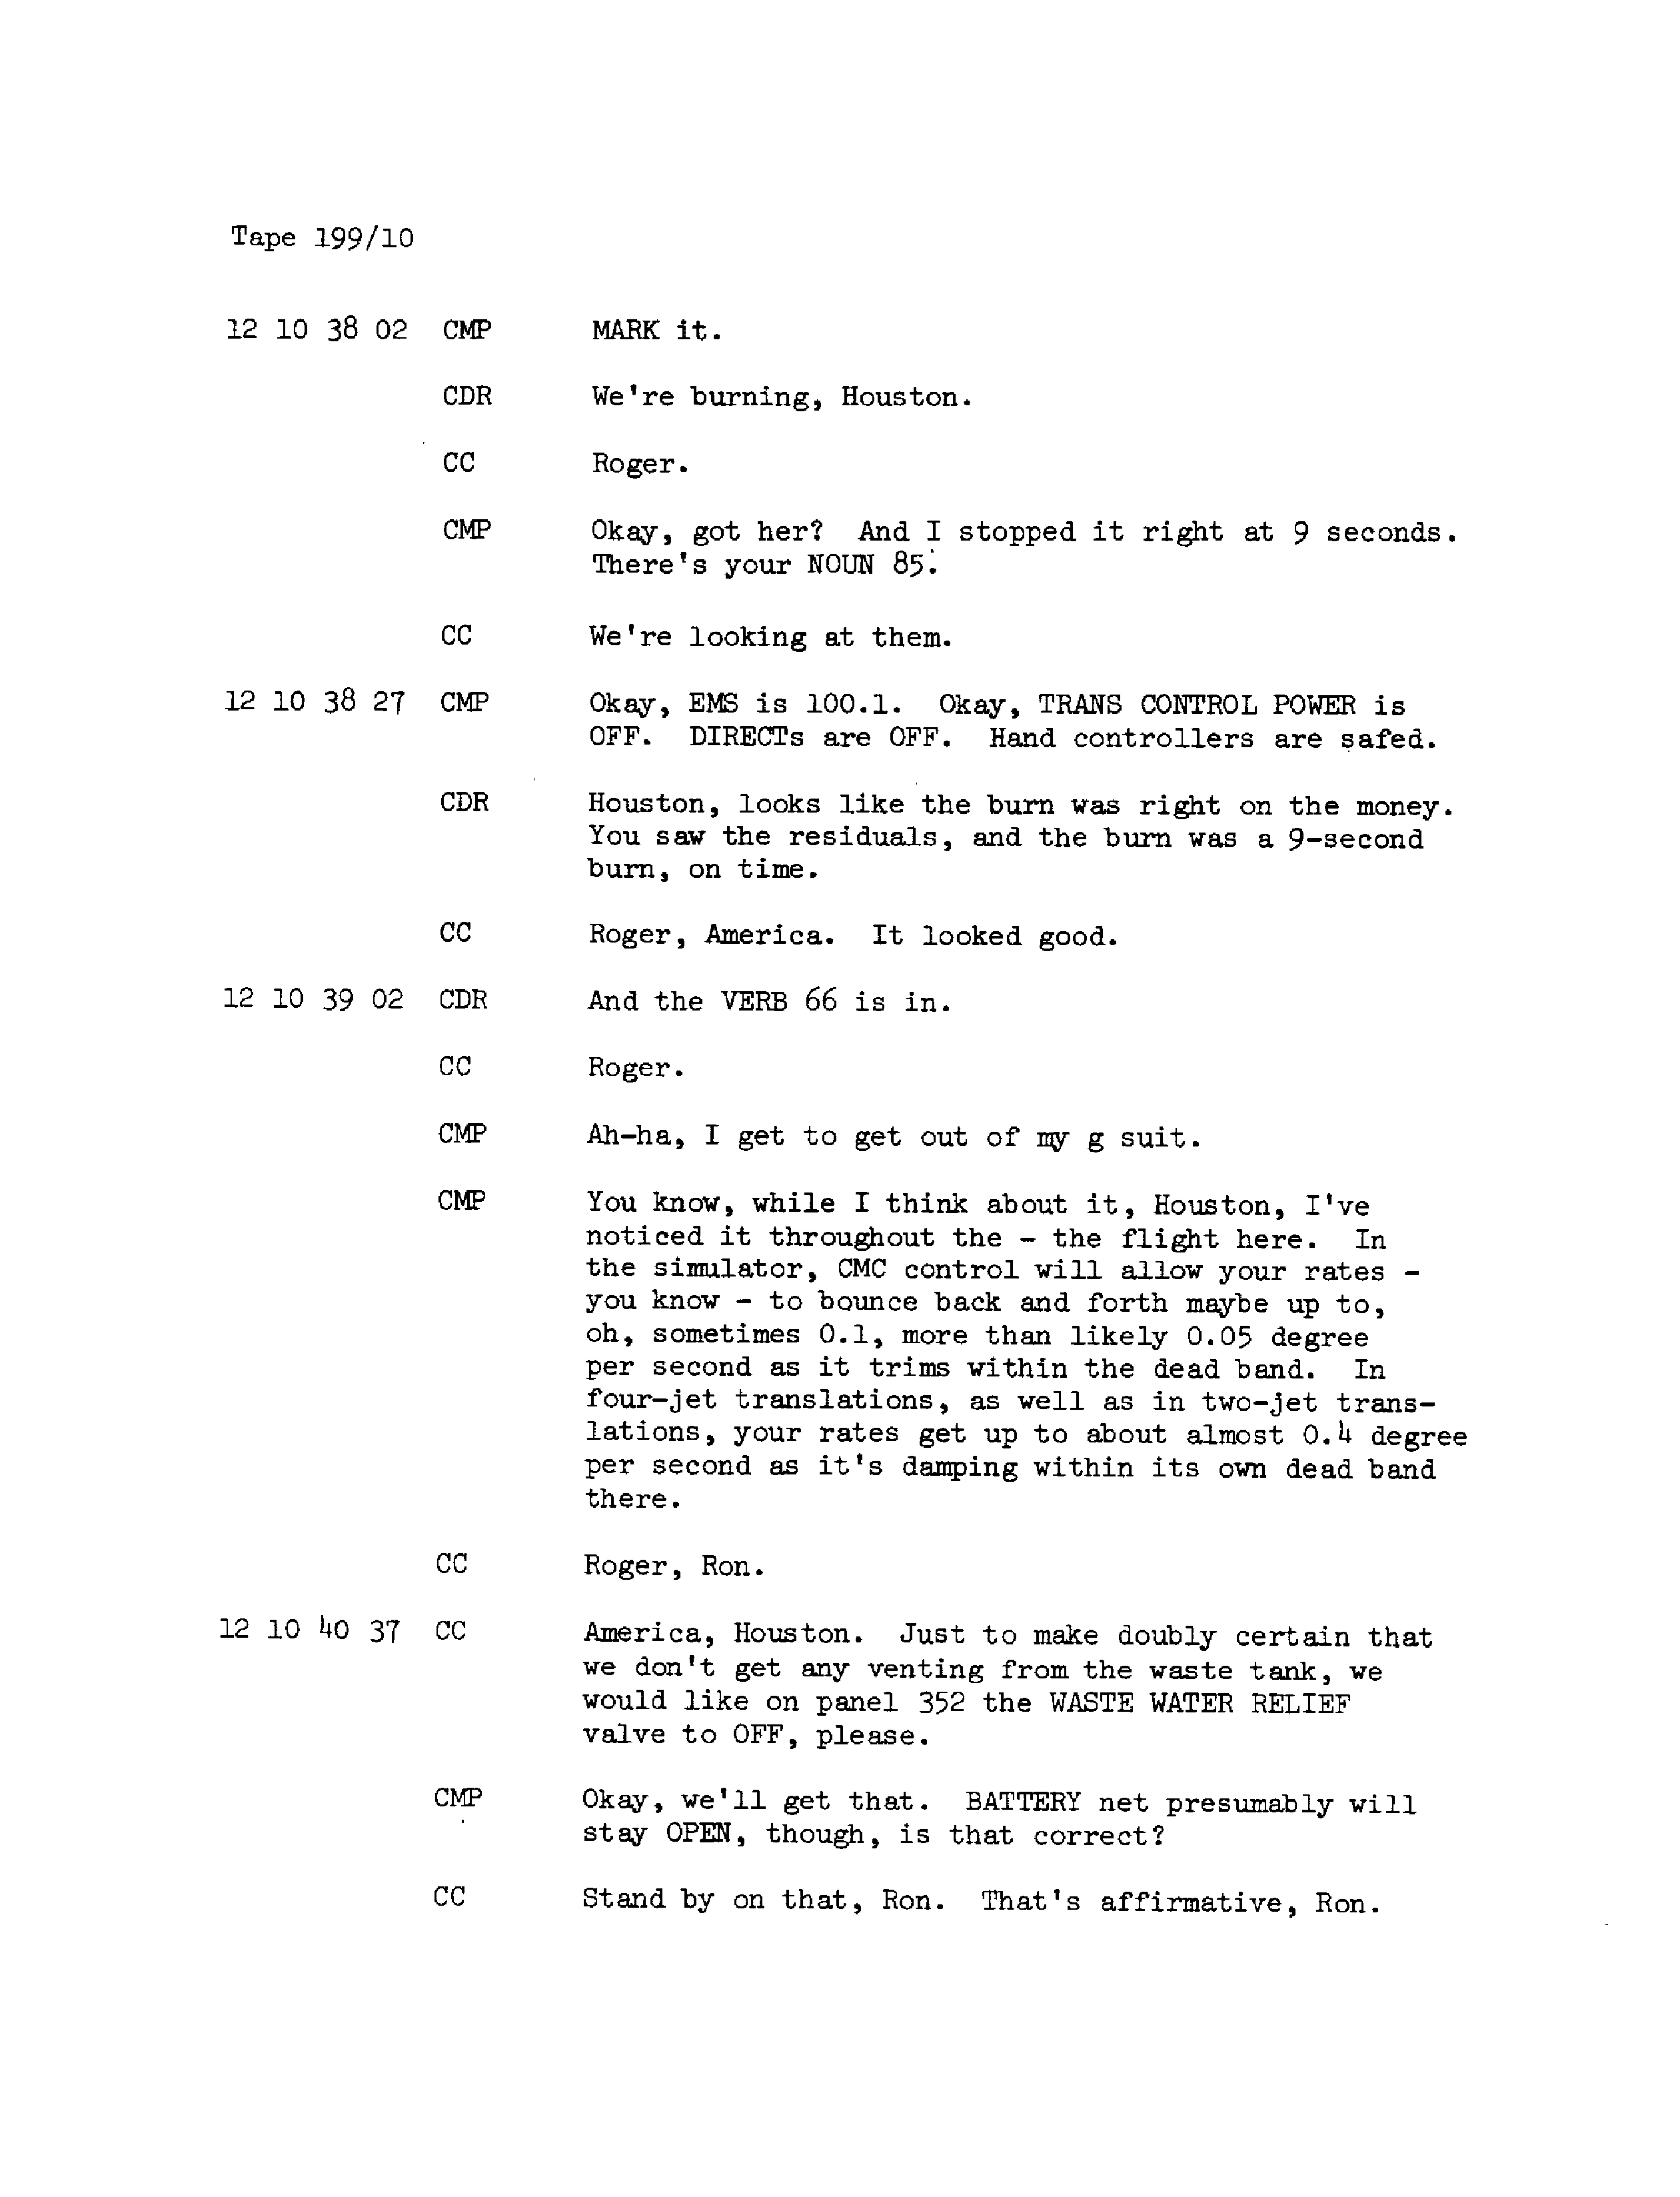 Tape 199/10
12 10 38 02 CMP MARK it.
CDR We're burning, Houston.
CC Roger.
CMP Okay, got her? And I stopped it right at 9 seconds.
There's your NOUN 85.
CC We're looking at them.
12 10 38 27 CMP Okay, EMS is 100.1. Okay, TRANS CONTROL POWER is
OFF. DIRECTs are OFF. Hand controllers are safed.
CDR Houston, looks like the burn was right on the money.
You saw the residuals, and the burn was a 9-second
burn, on time.
CC Roger, America. It looked good.
12 10 39 02 CDR And the VERB 66 is in.
CC Roger.
CMP Ah-ha, I get to get out of my g suit.
CMP You know, while I think about it, Houston, I've
noticed it throughout the - the flight here. In
the simulator, CMC control will allow your rates -
you know - to bounce back and forth maybe up to,
oh, sometimes 0.1, more than likely 0.05 degree
per second as it trims within the dead band. In
four-jet translations, as well as in two-jet trans-
lations, your rates get up to about almost 0.4 degree
per second as it's damping within its own dead band
there.
CC Roger, Ron.
12 10 40 37 CC America, Houston. Just to make doubly certain that
we don't get any venting from the waste tank, we
would like on panel 352 the WASTE WATER RELIEF
valve to OFF, please.
CMP Okay, we'll get that. BATTERY net presumably will
stay OPEN, though, is that correct?
CC Stand by on that, Ron. That's affirmative, Ron.